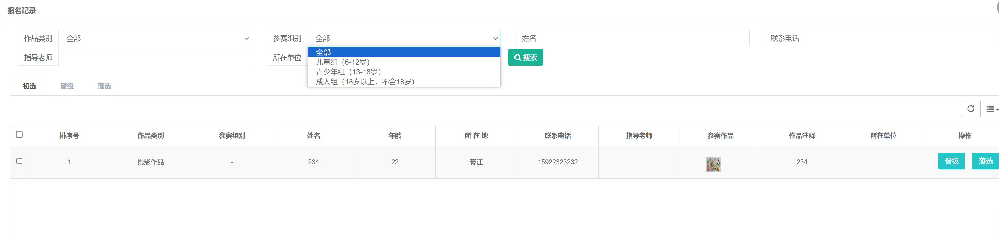 报名记录
作品类别 全部 参赛组别 全部 姓名 联系电话
指导老师 所在单位 搜索
全部
儿童组（6-12岁）
青少年组（13-18岁）
成人组（18岁以上，不含18岁）
初选 晋级 落选
排序号 作品类别 参赛组别 姓名 年龄 所 在 地 联系电话 指导老师 参赛作品 作品注释 所在单位 操作
1 摄影作品 - 234 22 綦江 15922323232 234 晋级 落选